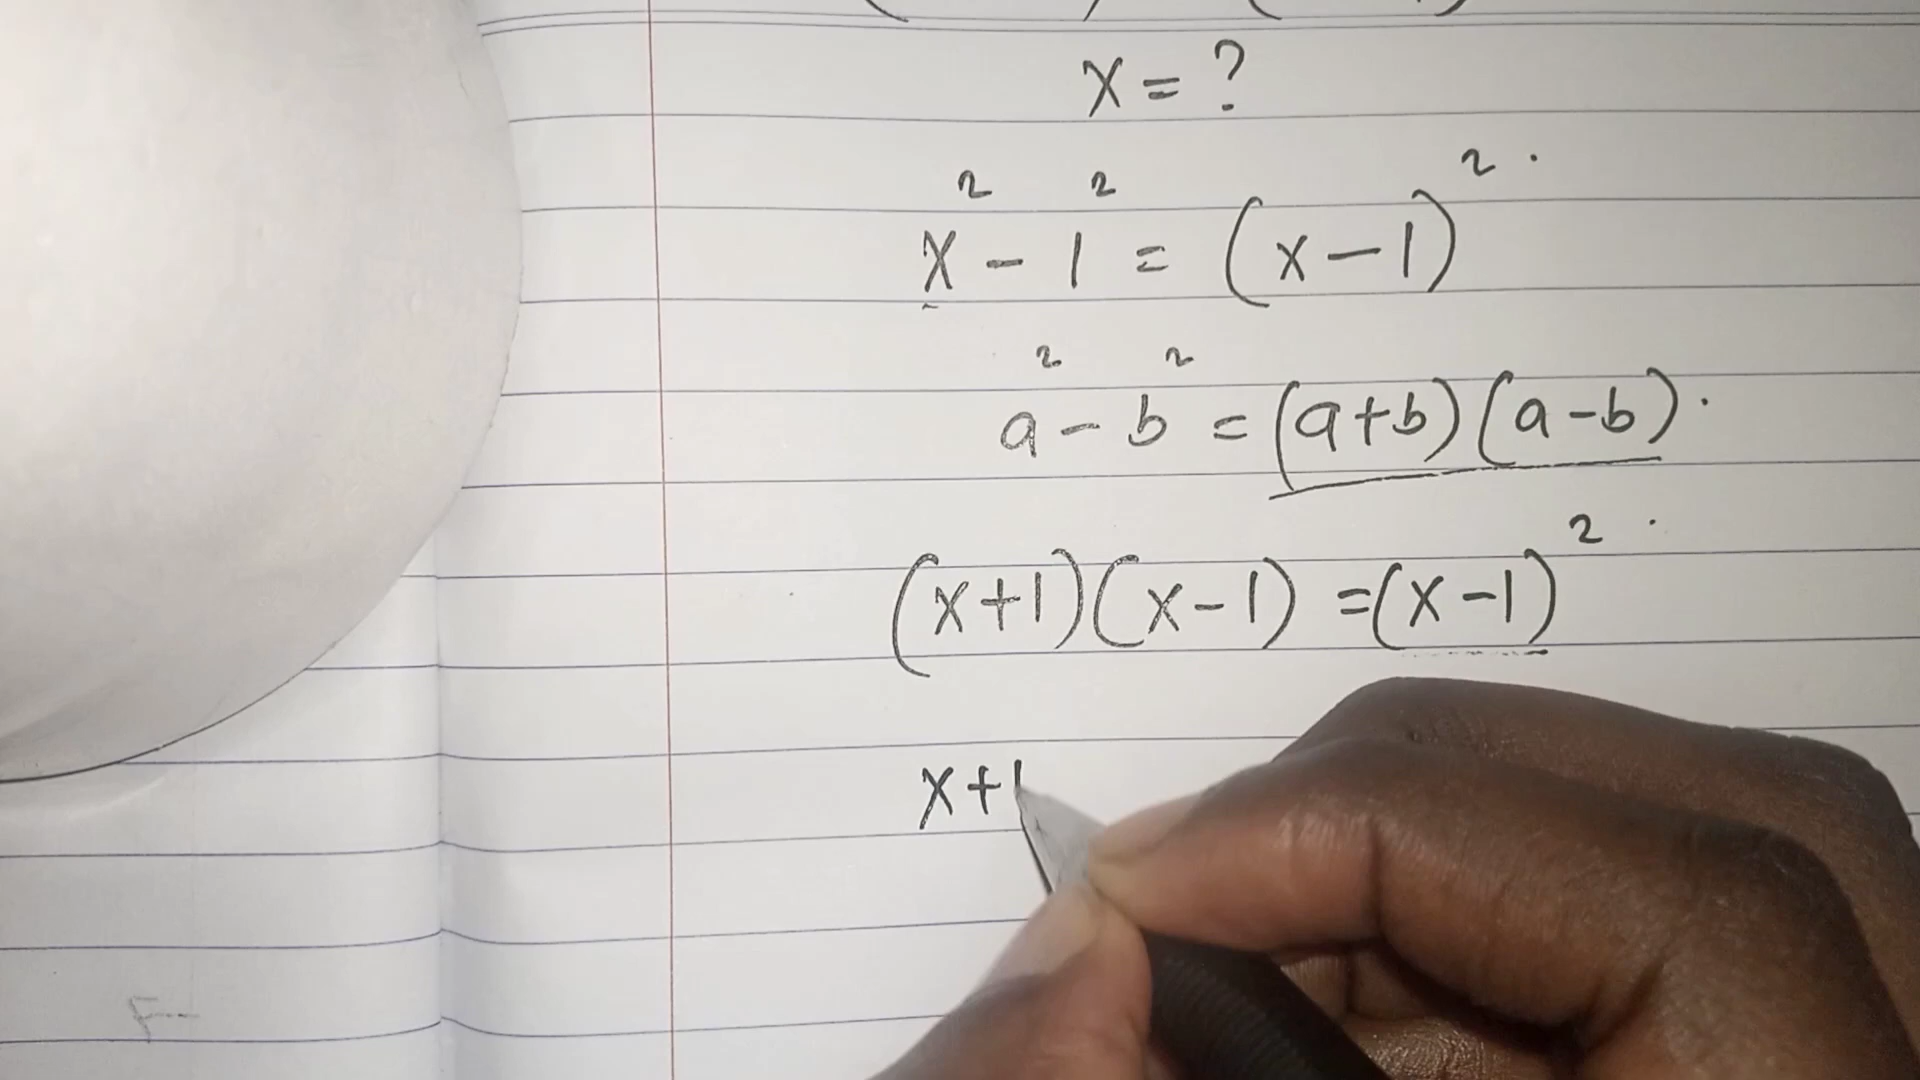 x = ?
x² - 1² = (x - 1)².
a² - b² = (a+b)(a-b).
(x+1)(x-1) = (x-1)².
x+1